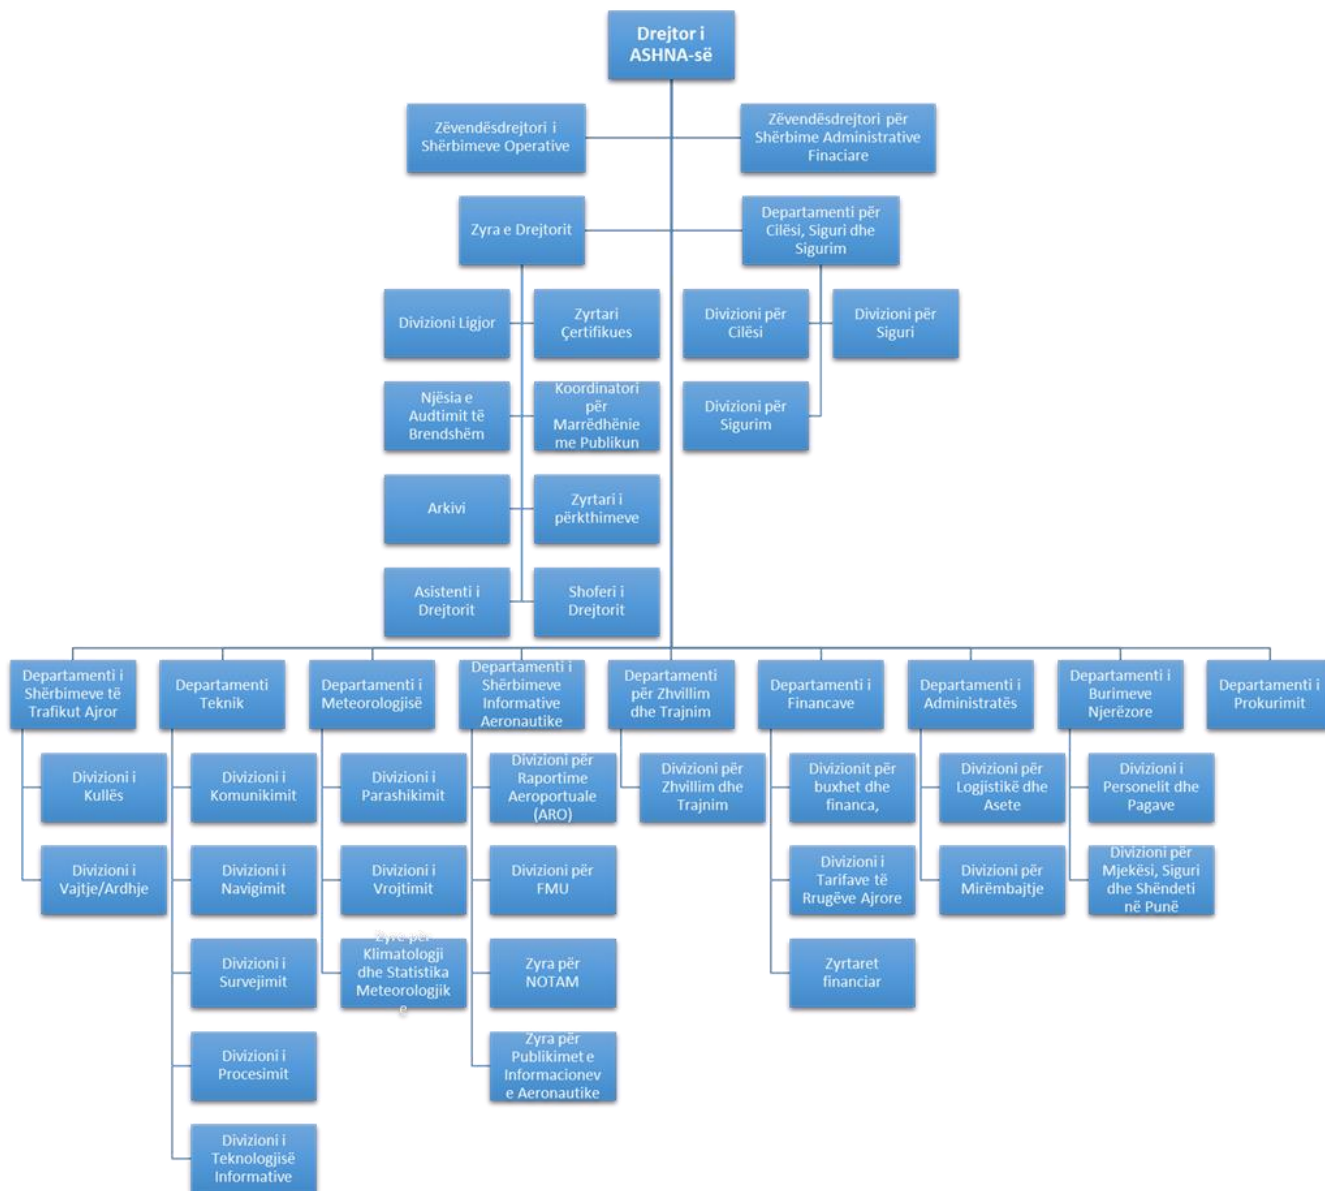 Drejtor i
ASHNA-së
Zëvendësdrejtori i
Shërbimeve Operative
Zëvendësdrejtori për
Shërbime Administrative
Finaciare
Zyra e Drejtorit
Departamenti për
Cilësi, Siguri dhe
Sigurim
Divizioni Ligjor
Zyrtari
Çertifikues
Divizioni për
Cilësi
Divizioni për
Siguri
Njësia e
Audtimit të
Brendshëm
Koordinatori
për
Marrëdhënie
me Publikun
Divizioni për
Sigurim
Arkivi
Zyrtari i
përkthimeve
Asistenti i
Drejtorit
Shoferi i
Drejtorit
Departamenti i
Shërbimeve të
Trafikut Ajror
Departamenti
Teknik
Departamenti i
Meteorologjisë
Departamenti i
Shërbimeve
Informative
Aeronautike
Departamenti
për Zhvillim
dhe Trajnim
Departamenti i
Financave
Departamenti i
Administratës
Departamenti i
Burimeve
Njerëzore
Departamenti i
Prokurimit
Divizioni i
Kullës
Divizioni i
Komunikimit
Divizioni i
Parashikimit
Divizioni për
Raportime
Aeroportuale
(ARO)
Divizioni për
Zhvillim dhe
Trajnim
Divizionit për
buxhet dhe
financa,
Divizioni për
Logjistikë dhe
Asete
Divizioni i
Personelit dhe
Pagave
Divizioni i
Vajtje/Ardhje
Divizioni i
Navigimit
Divizioni i
Vrojtimit
Divizioni për
FMU
Divizioni i
Tarifave të
Rrugëve Ajrore
Divizioni për
Mirëmbajtje
Divizioni për
Mjekësi, Siguri
dhe Shëndeti
në Punë
Divizioni i
Survejimit
Zyre për
Klimatologji
dhe Statistika
Meteorologjik
e
Zyra për
NOTAM
Zyrtaret
financiar
Divizioni i
Procesimit
Zyra për
Publikimet e
Informacionev
e Aeronautike
Divizioni i
Teknologjisë
Informative